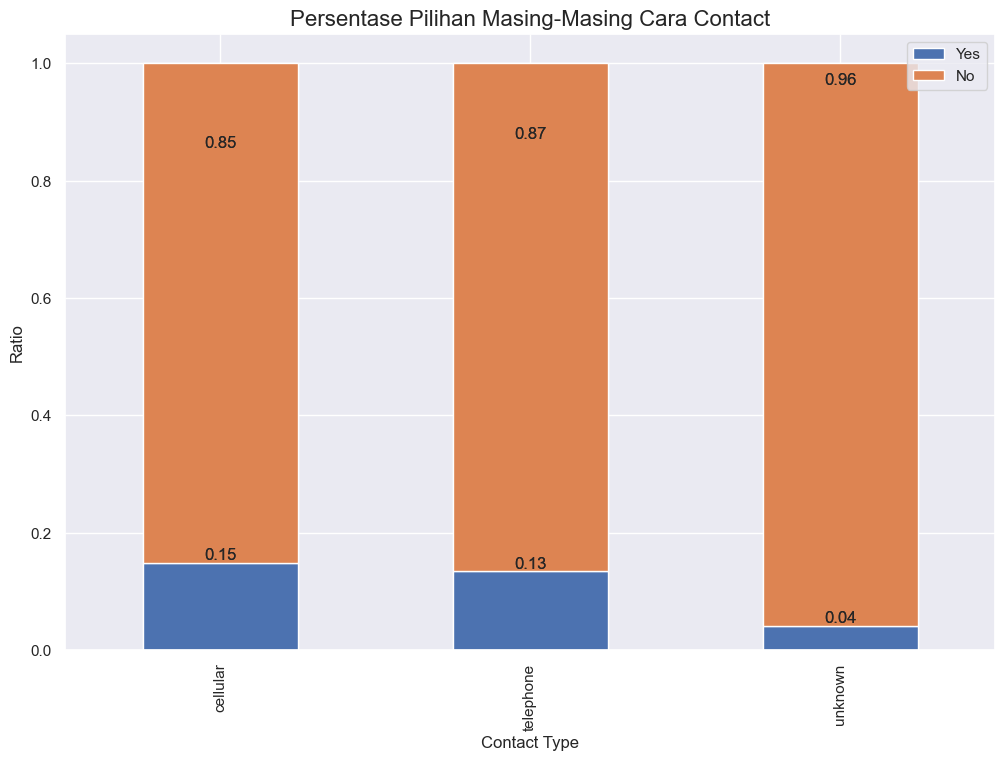 Persentase Pilihan Masing-Masing Cara Contact
Yes
No
1.0
0.8
0.6
0.4
0.2
0.0
Ratio
0.85
0.87
0.96
0.15
0.13
0.04
cellular
telephone
unknown
Contact Type